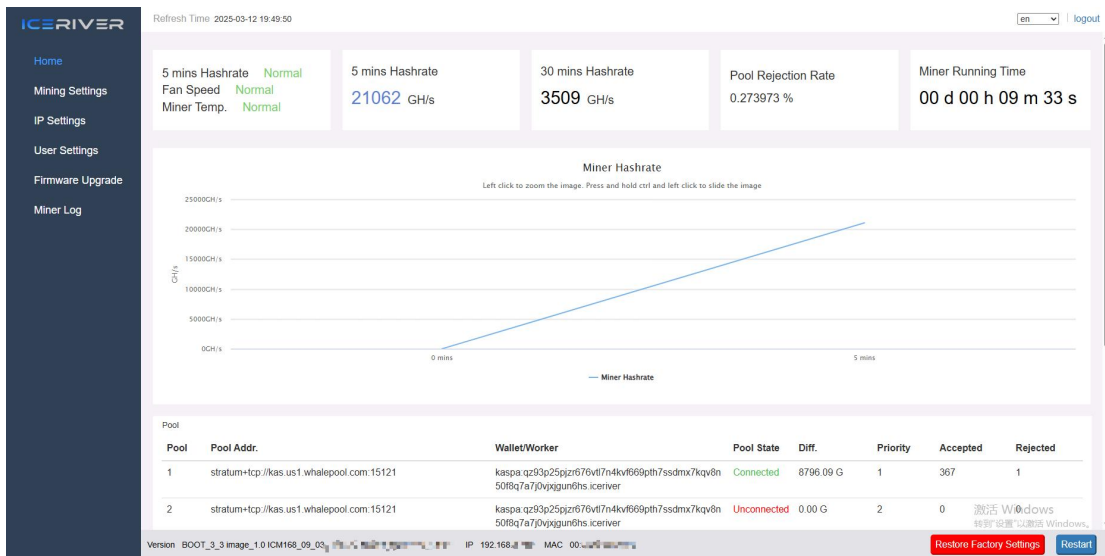 ICERIVER
Refresh Time 2025-03-12 19:49:50
en
logout
Home
Mining Settings
IP Settings
User Settings
Firmware Upgrade
Miner Log
5 mins Hashrate Normal
Fan Speed Normal
Miner Temp. Normal
5 mins Hashrate
21062 GH/s
30 mins Hashrate
3509 GH/s
Pool Rejection Rate
0.273973 %
Miner Running Time
00 d 00 h 09 m 33 s
Miner Hashrate
Left click to zoom the image. Press and hold ctrl and left click to slide the image
25000GH/s
20000GH/s
15000GH/s
10000GH/s
5000GH/s
0GH/s
GH/s
0 mins
5 mins
Miner Hashrate
Pool
Pool Pool Addr. Wallet/Worker Pool State Diff. Priority Accepted Rejected
1 stratum+tcp://kas.us1.whalepool.com:15121 kaspa:qz93p25pjzr676vtl7n4kvf669pth7ssdmx7kqv8n Connected 8796.09 G 1 367 1
50f8q7a7j0vjxjgun6hs.iceriver
2 stratum+tcp://kas.us1.whalepool.com:15121 kaspa:qz93p25pjzr676vtl7n4kvf669pth7ssdmx7kqv8n Unconnected 0.00 G 2 0 0
50f8q7a7j0vjxjgun6hs.iceriver
激活 Windows
转到"设置"以激活 Windows。
Version BOOT_3_3 image_1.0 ICM168_09_03 IP 192.168. MAC 00:
Restore Factory Settings
Restart